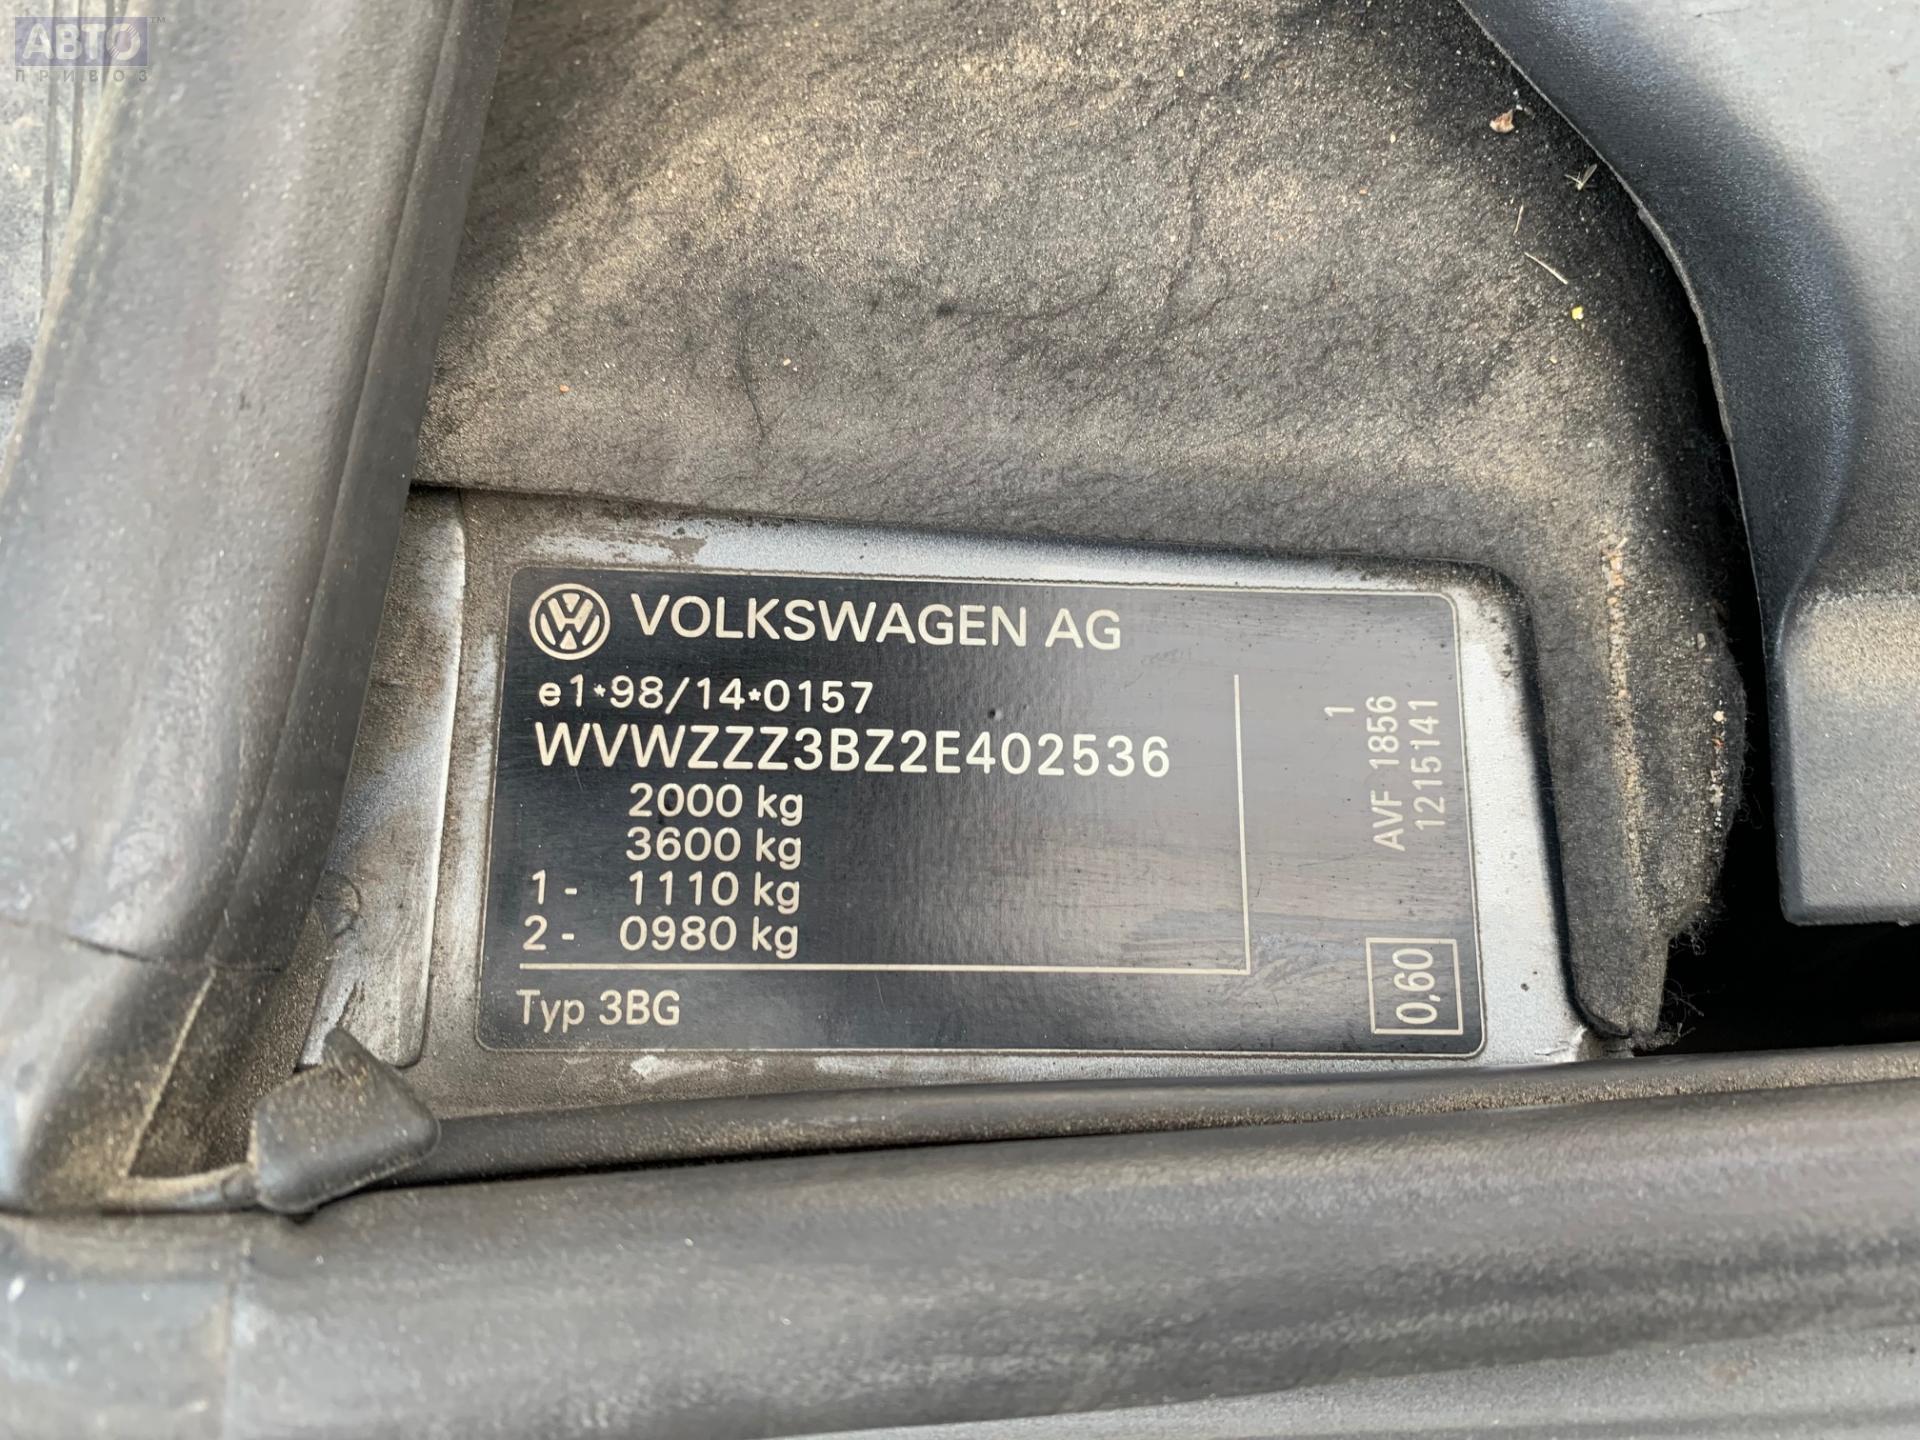 АВТО™
ПРИВОЗ
VOLKSWAGEN AG
e1*98/14*0157
WVWZZZ3BZ2E402536
2000 kg
3600 kg
1- 1110 kg
2- 0980 kg
Typ 3BG
1
AVF 1856
1215141
0,60